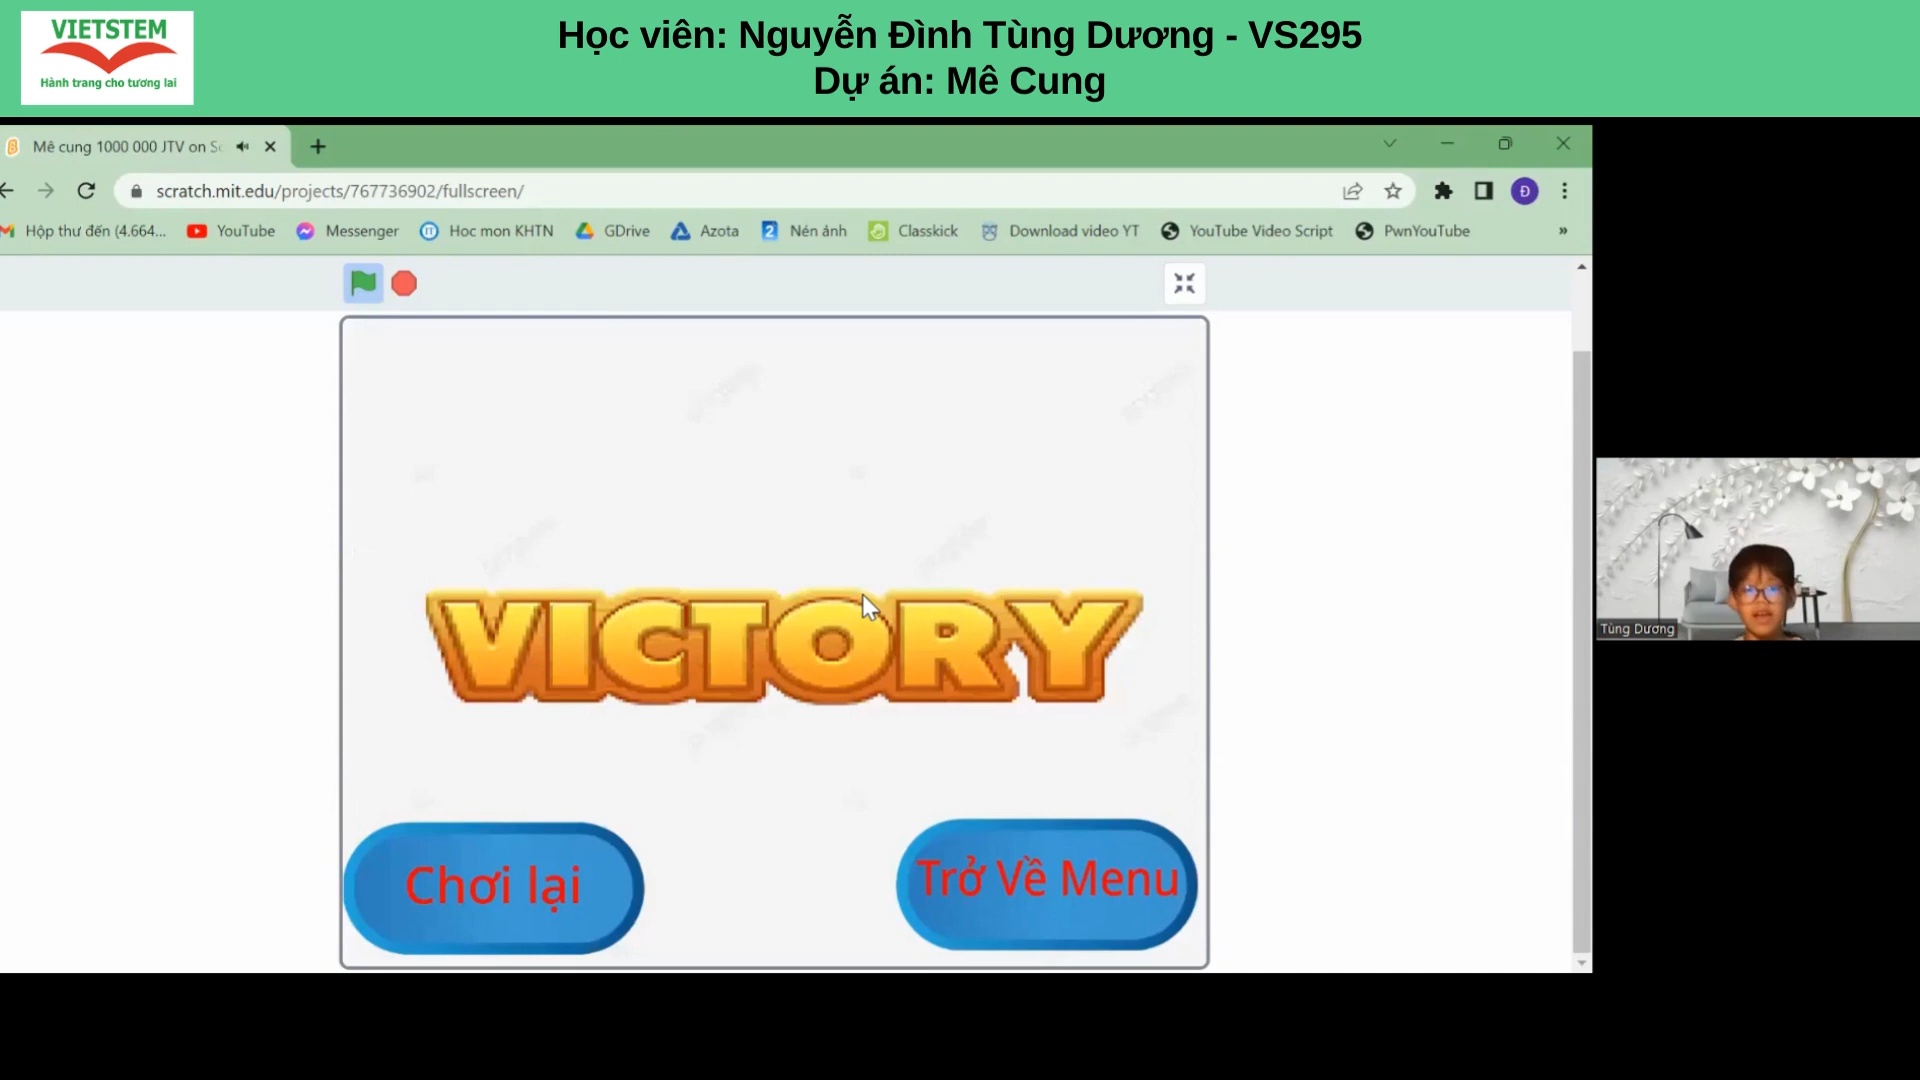 VIETSTEM
Hành trang cho tương lai
Học viên: Nguyễn Đình Tùng Dương - VS295
Dự án: Mê Cung
Mê cung 1000 000 JTV on Sc
scratch.mit.edu/projects/767736902/fullscreen/
Đ
Hộp thư đến (4.664... YouTube Messenger Hoc mon KHTN GDrive Azota Nén ảnh Classkick Download video YT YouTube Video Script PwnYouTube »
VICTORY
Chơi lại
Trở Về Menu
Tùng Dương